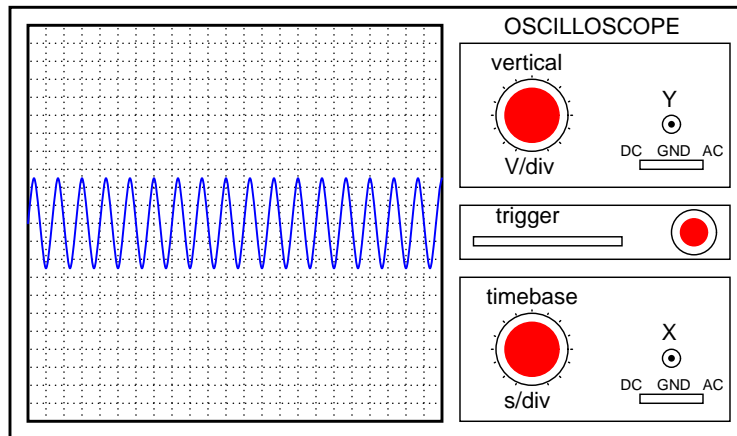 OSCILLOSCOPE
vertical
V/div
Y
DC GND AC
trigger
timebase
s/div
X
DC GND AC